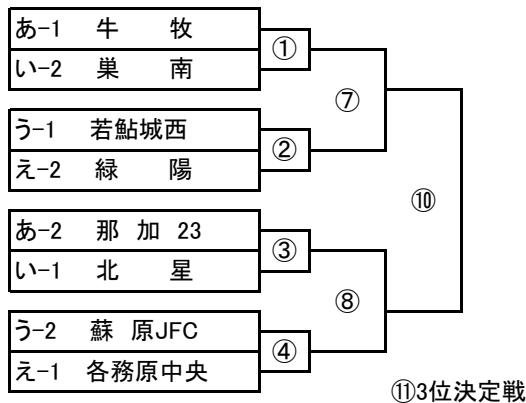 あ-1 牛 牧
①
い-2 巣 南
⑦
う-1 若鮎城西
②
え-2 緑 陽
⑩
あ-2 那 加 23
③
い-1 北 星
⑧
う-2 蘇 原JFC
④
え-1 各務原中央
⑪3位決定戦